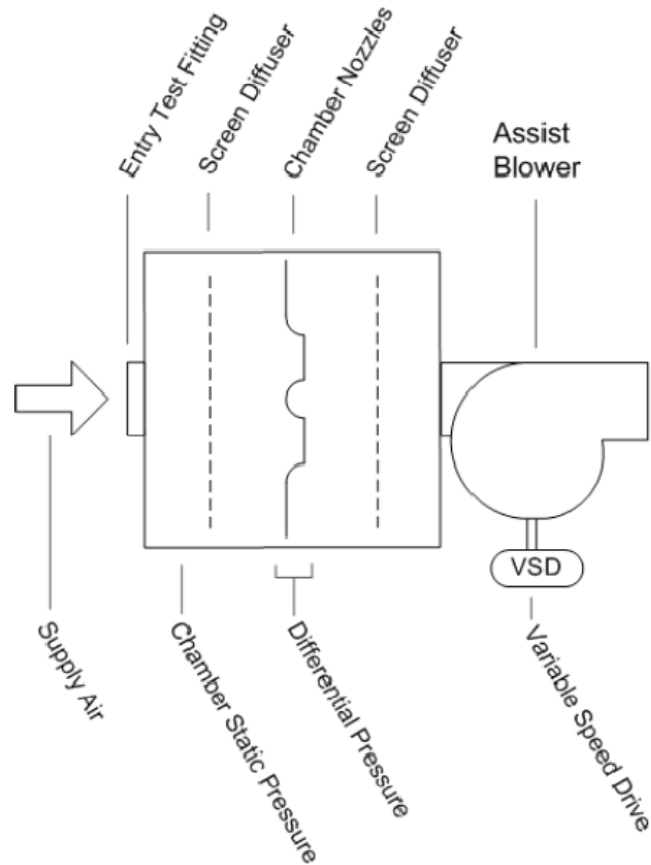 Entry Test Fitting
Screen Diffuser
Chamber Nozzles
Screen Diffuser
Assist
Blower
VSD
Supply Air
Chamber Static Pressure
Differential Pressure
Variable Speed Drive